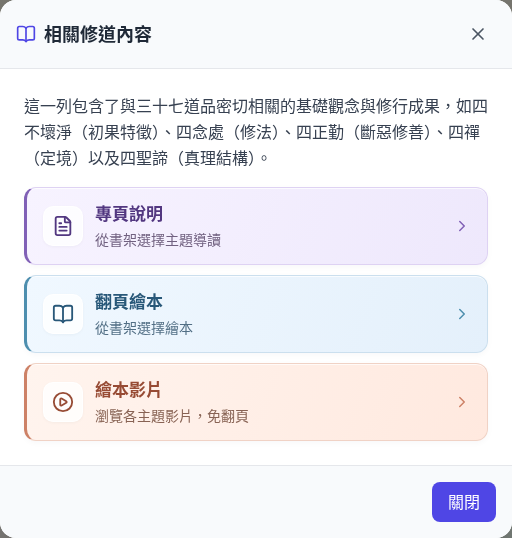 相關修道內容
這一列包含了與三十七道品密切相關的基礎觀念與修行成果，如四
不壞淨（初果特徵）、四念處（修法）、四正勤（斷惡修善）、四禪
（定境）以及四聖諦（真理結構）。
專頁說明
從書架選擇主題導讀
翻頁繪本
從書架選擇繪本
繪本影片
瀏覽各主題影片，免翻頁
關閉